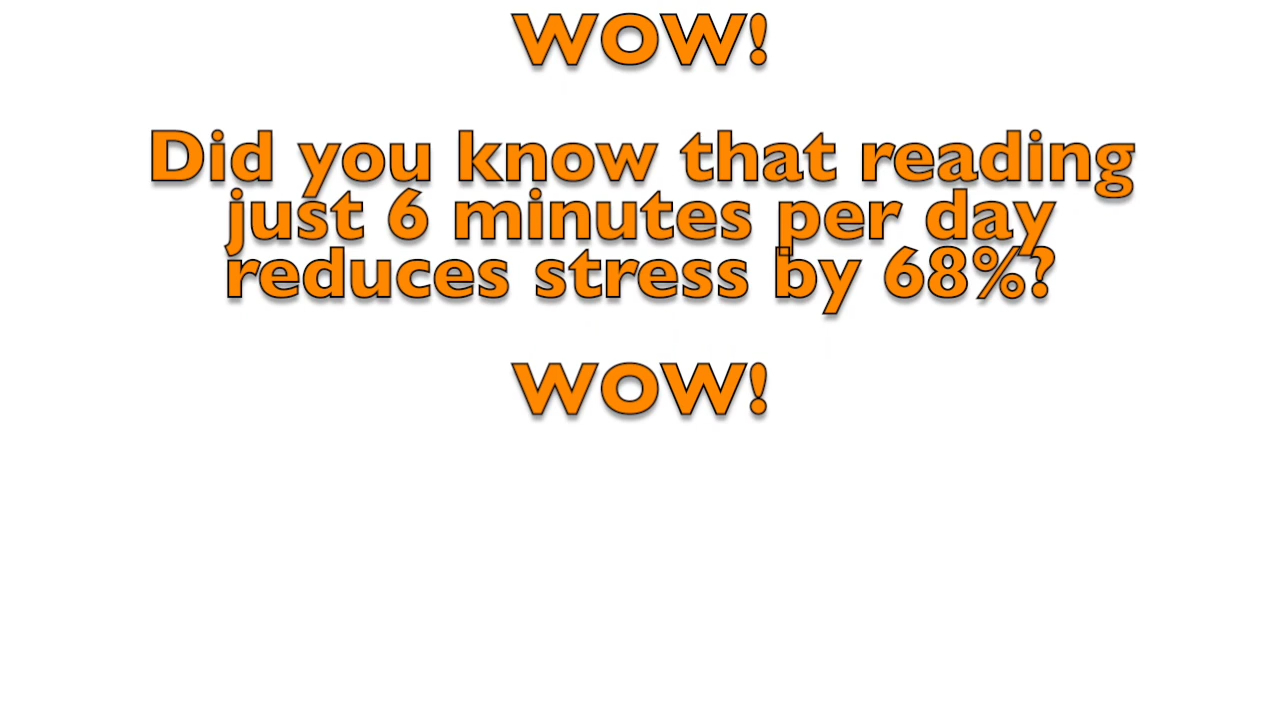 WOW!
Did you know that reading
just 6 minutes per day
reduces stress by 68%?
WOW!